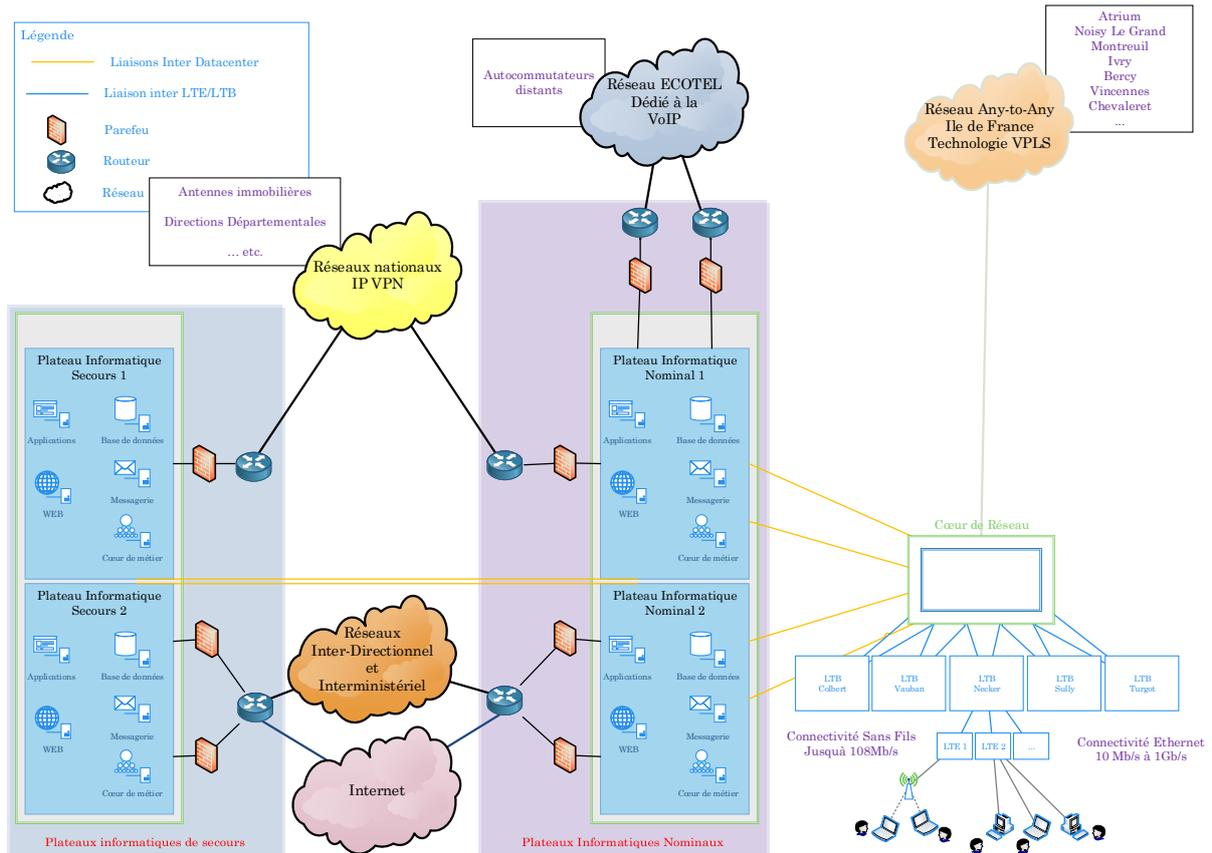 Légende
Liaisons Inter Datacenter
Liaison inter LTE/LTB
Parefeu
Routeur
Réseau
Antennes immobilières
Directions Départementales
... etc.
Réseaux nationaux
IP VPN
Autocommutateurs
distants
Réseau ECOTEL
Dédié à la
VoIP
Atrium
Noisy Le Grand
Montreuil
Ivry
Bercy
Vincennes
Chevaleret
...
Réseau Any-to-Any
Ile de France
Technologie VPLS
Plateau Informatique
Secours 1
Applications
Base de données
Messagerie
WEB
Cœur de métier
Plateau Informatique
Secours 2
Applications
Base de données
Messagerie
WEB
Cœur de métier
Plateaux informatiques de secours
Réseaux
Inter-Directionnel
et
Interministériel
Internet
Plateau Informatique
Nominal 1
Applications
Base de données
Messagerie
WEB
Cœur de métier
Plateau Informatique
Nominal 2
Applications
Base de données
Messagerie
WEB
Cœur de métier
Plateaux Informatiques Nominaux
Cœur de Réseau
LTB
Colbert
LTB
Vauban
LTB
Necker
LTB
Sully
LTB
Turgot
Connectivité Sans Fils
Jusquà 108Mb/s
LTE 1
LTE 2
...
Connectivité Ethernet
10 Mb/s à 1Gb/s